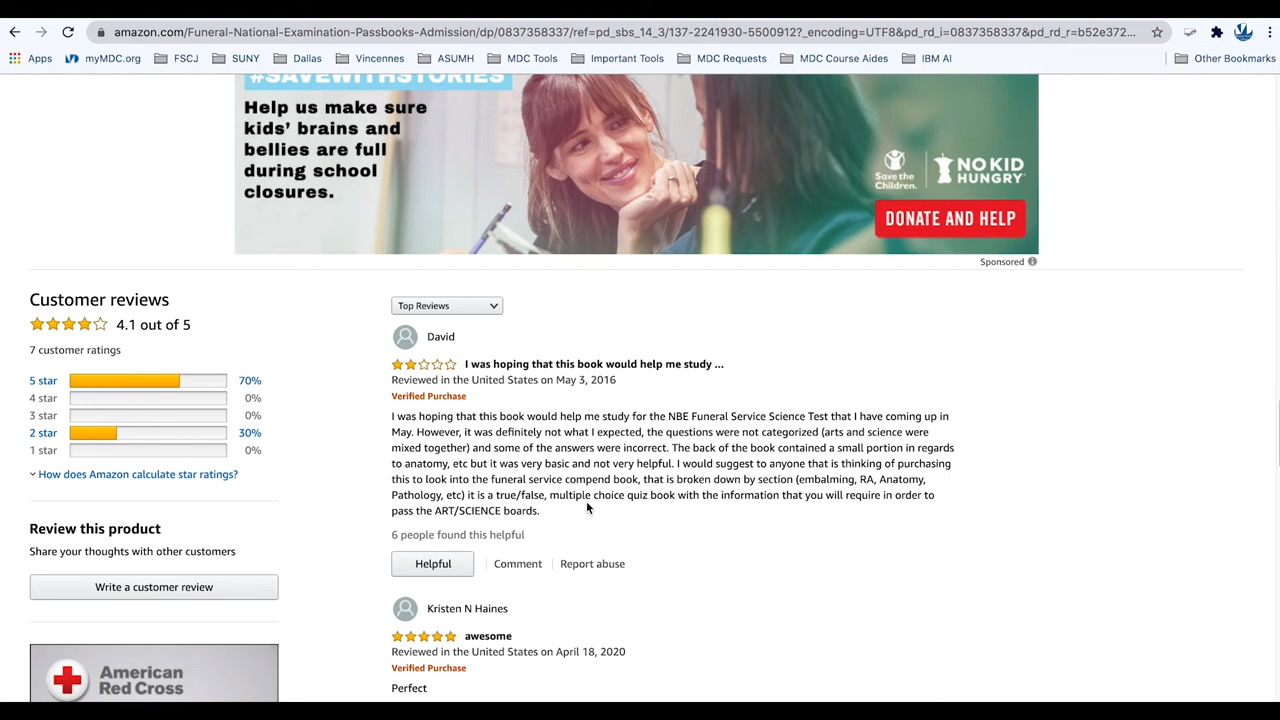 amazon.com/Funeral-National-Examination-Passbooks-Admission/dp/0837358337/ref=pd_sbs_14_3/137-2241930-5500912?_encoding=UTF8&pd_rd_i=0837358337&pd_rd_r=b52e372...
Apps myMDC.org FSCJ SUNY Dallas Vincennes ASUMH MDC Tools Important Tools MDC Requests MDC Course Aides IBM AI Other Bookmarks
#SAVEWITHSTORIES
Help us make sure
kids' brains and
bellies are full
during school
closures.
Save the
Children.
NO KID
HUNGRY
DONATE AND HELP
Sponsored
Customer reviews
4.1 out of 5
7 customer ratings
5 star 70%
4 star 0%
3 star 0%
2 star 30%
1 star 0%
How does Amazon calculate star ratings?
Review this product
Share your thoughts with other customers
Write a customer review
American
Red Cross
Top Reviews
David
I was hoping that this book would help me study ...
Reviewed in the United States on May 3, 2016
Verified Purchase
I was hoping that this book would help me study for the NBE Funeral Service Science Test that I have coming up in
May. However, it was definitely not what I expected, the questions were not categorized (arts and science were
mixed together) and some of the answers were incorrect. The back of the book contained a small portion in regards
to anatomy, etc but it was very basic and not very helpful. I would suggest to anyone that is thinking of purchasing
this to look into the funeral service compend book, that is broken down by section (embalming, RA, Anatomy,
Pathology, etc) it is a true/false, multiple choice quiz book with the information that you will require in order to
pass the ART/SCIENCE boards.
6 people found this helpful
Helpful Comment Report abuse
Kristen N Haines
awesome
Reviewed in the United States on April 18, 2020
Verified Purchase
Perfect